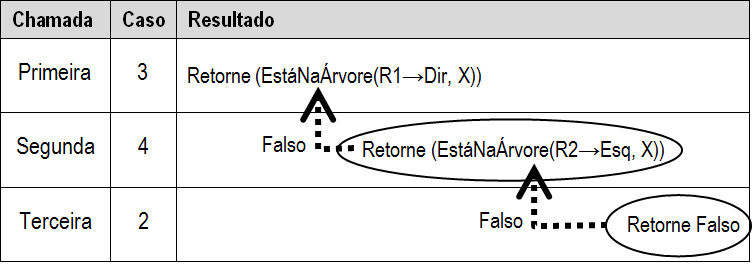 Chamada Caso Resultado
Primeira 3 Retorne (EstáNaÁrvore(R1→Dir, X))
Segunda 4 Falso Retorne (EstáNaÁrvore(R2→Esq, X))
Terceira 2 Falso Retorne Falso